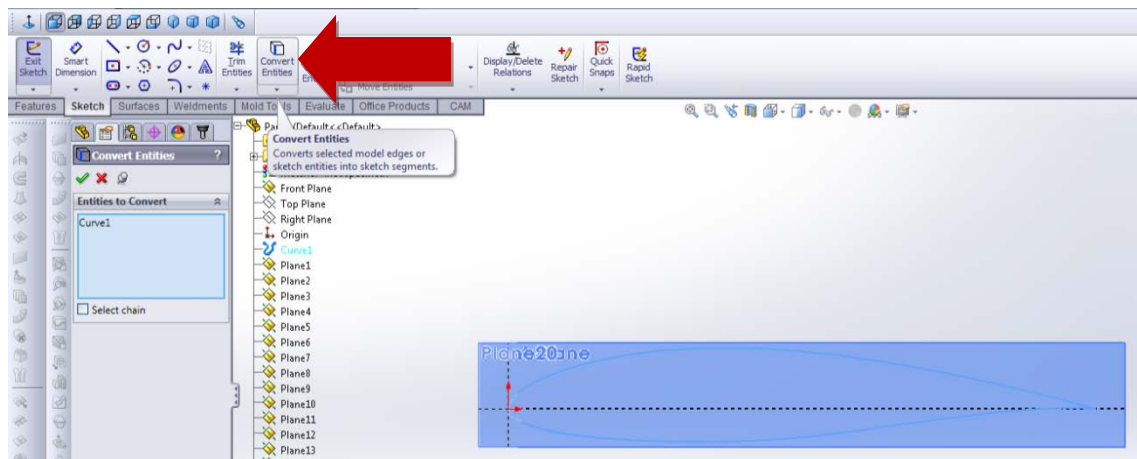 Exit Sketch
Smart Dimension
Trim Entities
Convert Entities
Move Entities
Display/Delete Relations
Repair Sketch
Quick Snaps
Rapid Sketch
Features
Sketch
Surfaces
Weldments
Mold Tools
Evaluate
Office Products
CAM
Convert Entities
?
Entities to Convert
Curve1
Select chain
(Default<<Default>
Convert Entities
Converts selected model edges or
sketch entities into sketch segments.
Front Plane
Top Plane
Right Plane
Origin
Curve1
Plane1
Plane2
Plane3
Plane4
Plane5
Plane6
Plane7
Plane8
Plane9
Plane10
Plane11
Plane12
Plane13